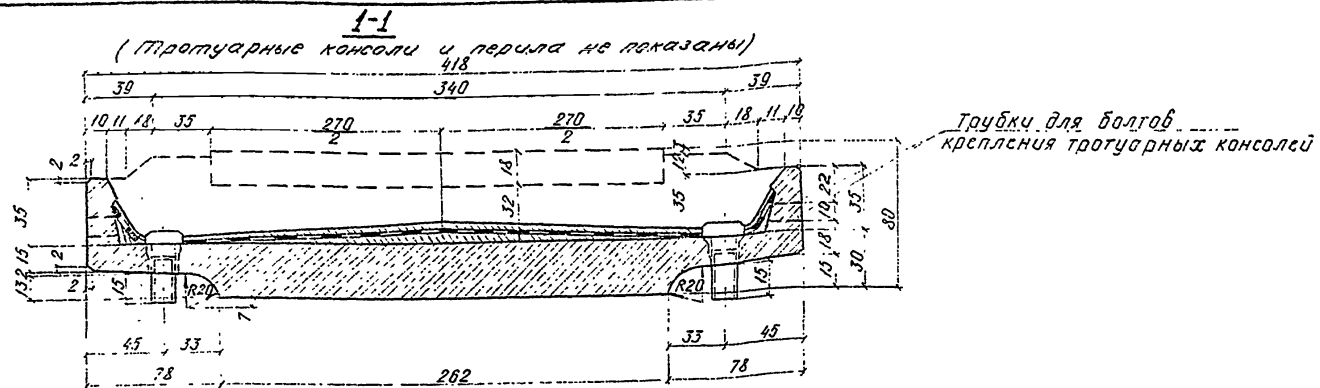 1-1
(Тротуарные консоли и перила не показаны)
418
39 340 39
10 11 18 35 270/2 270/2 35 18 11 10
Трубки для болтов
крепления тротуарных консолей
2 2
18
32
12
35
35
15
2
13,2
2
15
R20
7
R20
15
22
10
18
15
35
30
80
45 33 33 45
78 262 78